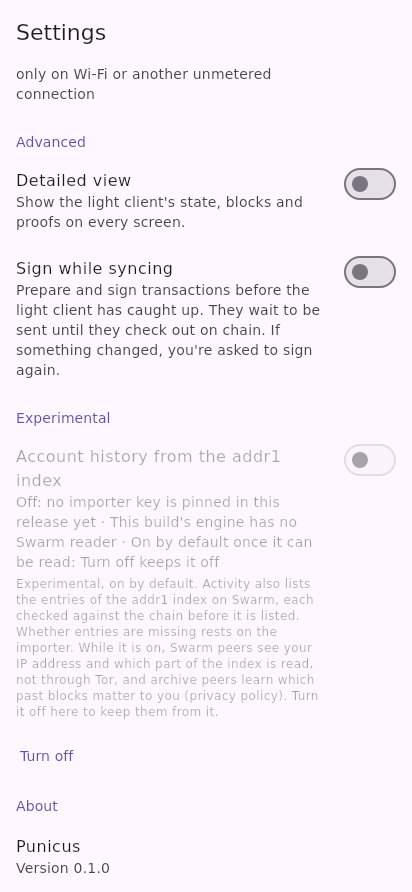 Settings
only on Wi-Fi or another unmetered
connection
Advanced
Detailed view
Show the light client's state, blocks and
proofs on every screen.
Sign while syncing
Prepare and sign transactions before the
light client has caught up. They wait to be
sent until they check out on chain. If
something changed, you're asked to sign
again.
Experimental
Account history from the addr1
index
Off: no importer key is pinned in this
release yet · This build's engine has no
Swarm reader · On by default once it can
be read: Turn off keeps it off
Experimental, on by default. Activity also lists
the entries of the addr1 index on Swarm, each
checked against the chain before it is listed.
Whether entries are missing rests on the
importer. While it is on, Swarm peers see your
IP address and which part of the index is read,
not through Tor, and archive peers learn which
past blocks matter to you (privacy policy). Turn
it off here to keep them from it.
Turn off
About
Punicus
Version 0.1.0